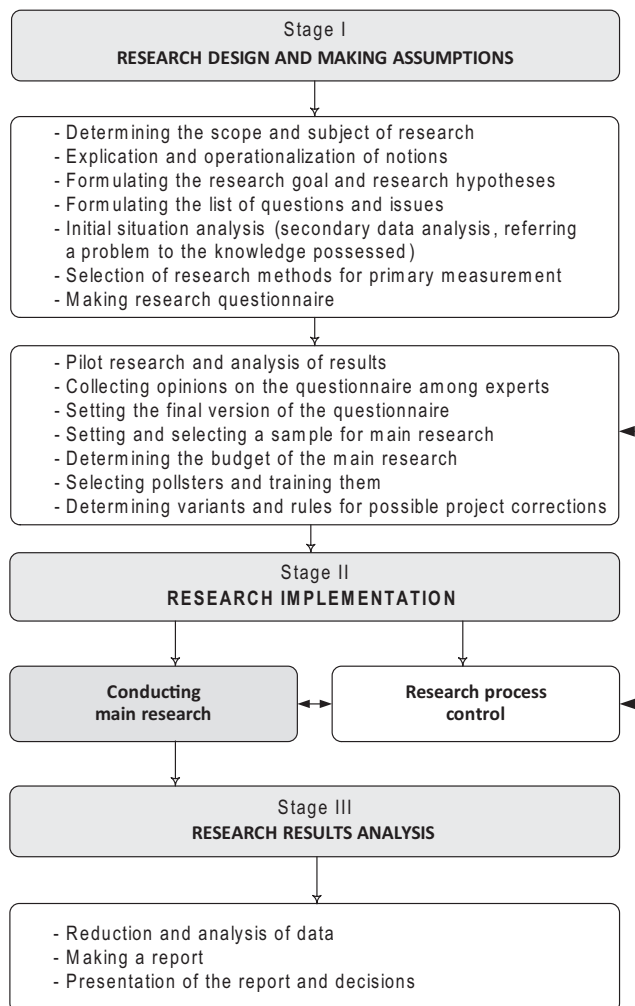 Stage I
RESEARCH DESIGN AND MAKING ASSUMPTIONS
- Determining the scope and subject of research
- Explication and operationalization of notions
- Formulating the research goal and research hypotheses
- Formulating the list of questions and issues
- Initial situation analysis (secondary data analysis, referring
a problem to the knowledge possessed)
- Selection of research methods for primary measurement
- Making research questionnaire
- Pilot research and analysis of results
- Collecting opinions on the questionnaire among experts
- Setting the final version of the questionnaire
- Setting and selecting a sample for main research
- Determining the budget of the main research
- Selecting pollsters and training them
- Determining variants and rules for possible project corrections
Stage II
RESEARCH IMPLEMENTATION
Conducting
main research
Research process
control
Stage III
RESEARCH RESULTS ANALYSIS
- Reduction and analysis of data
- Making a report
- Presentation of the report and decisions